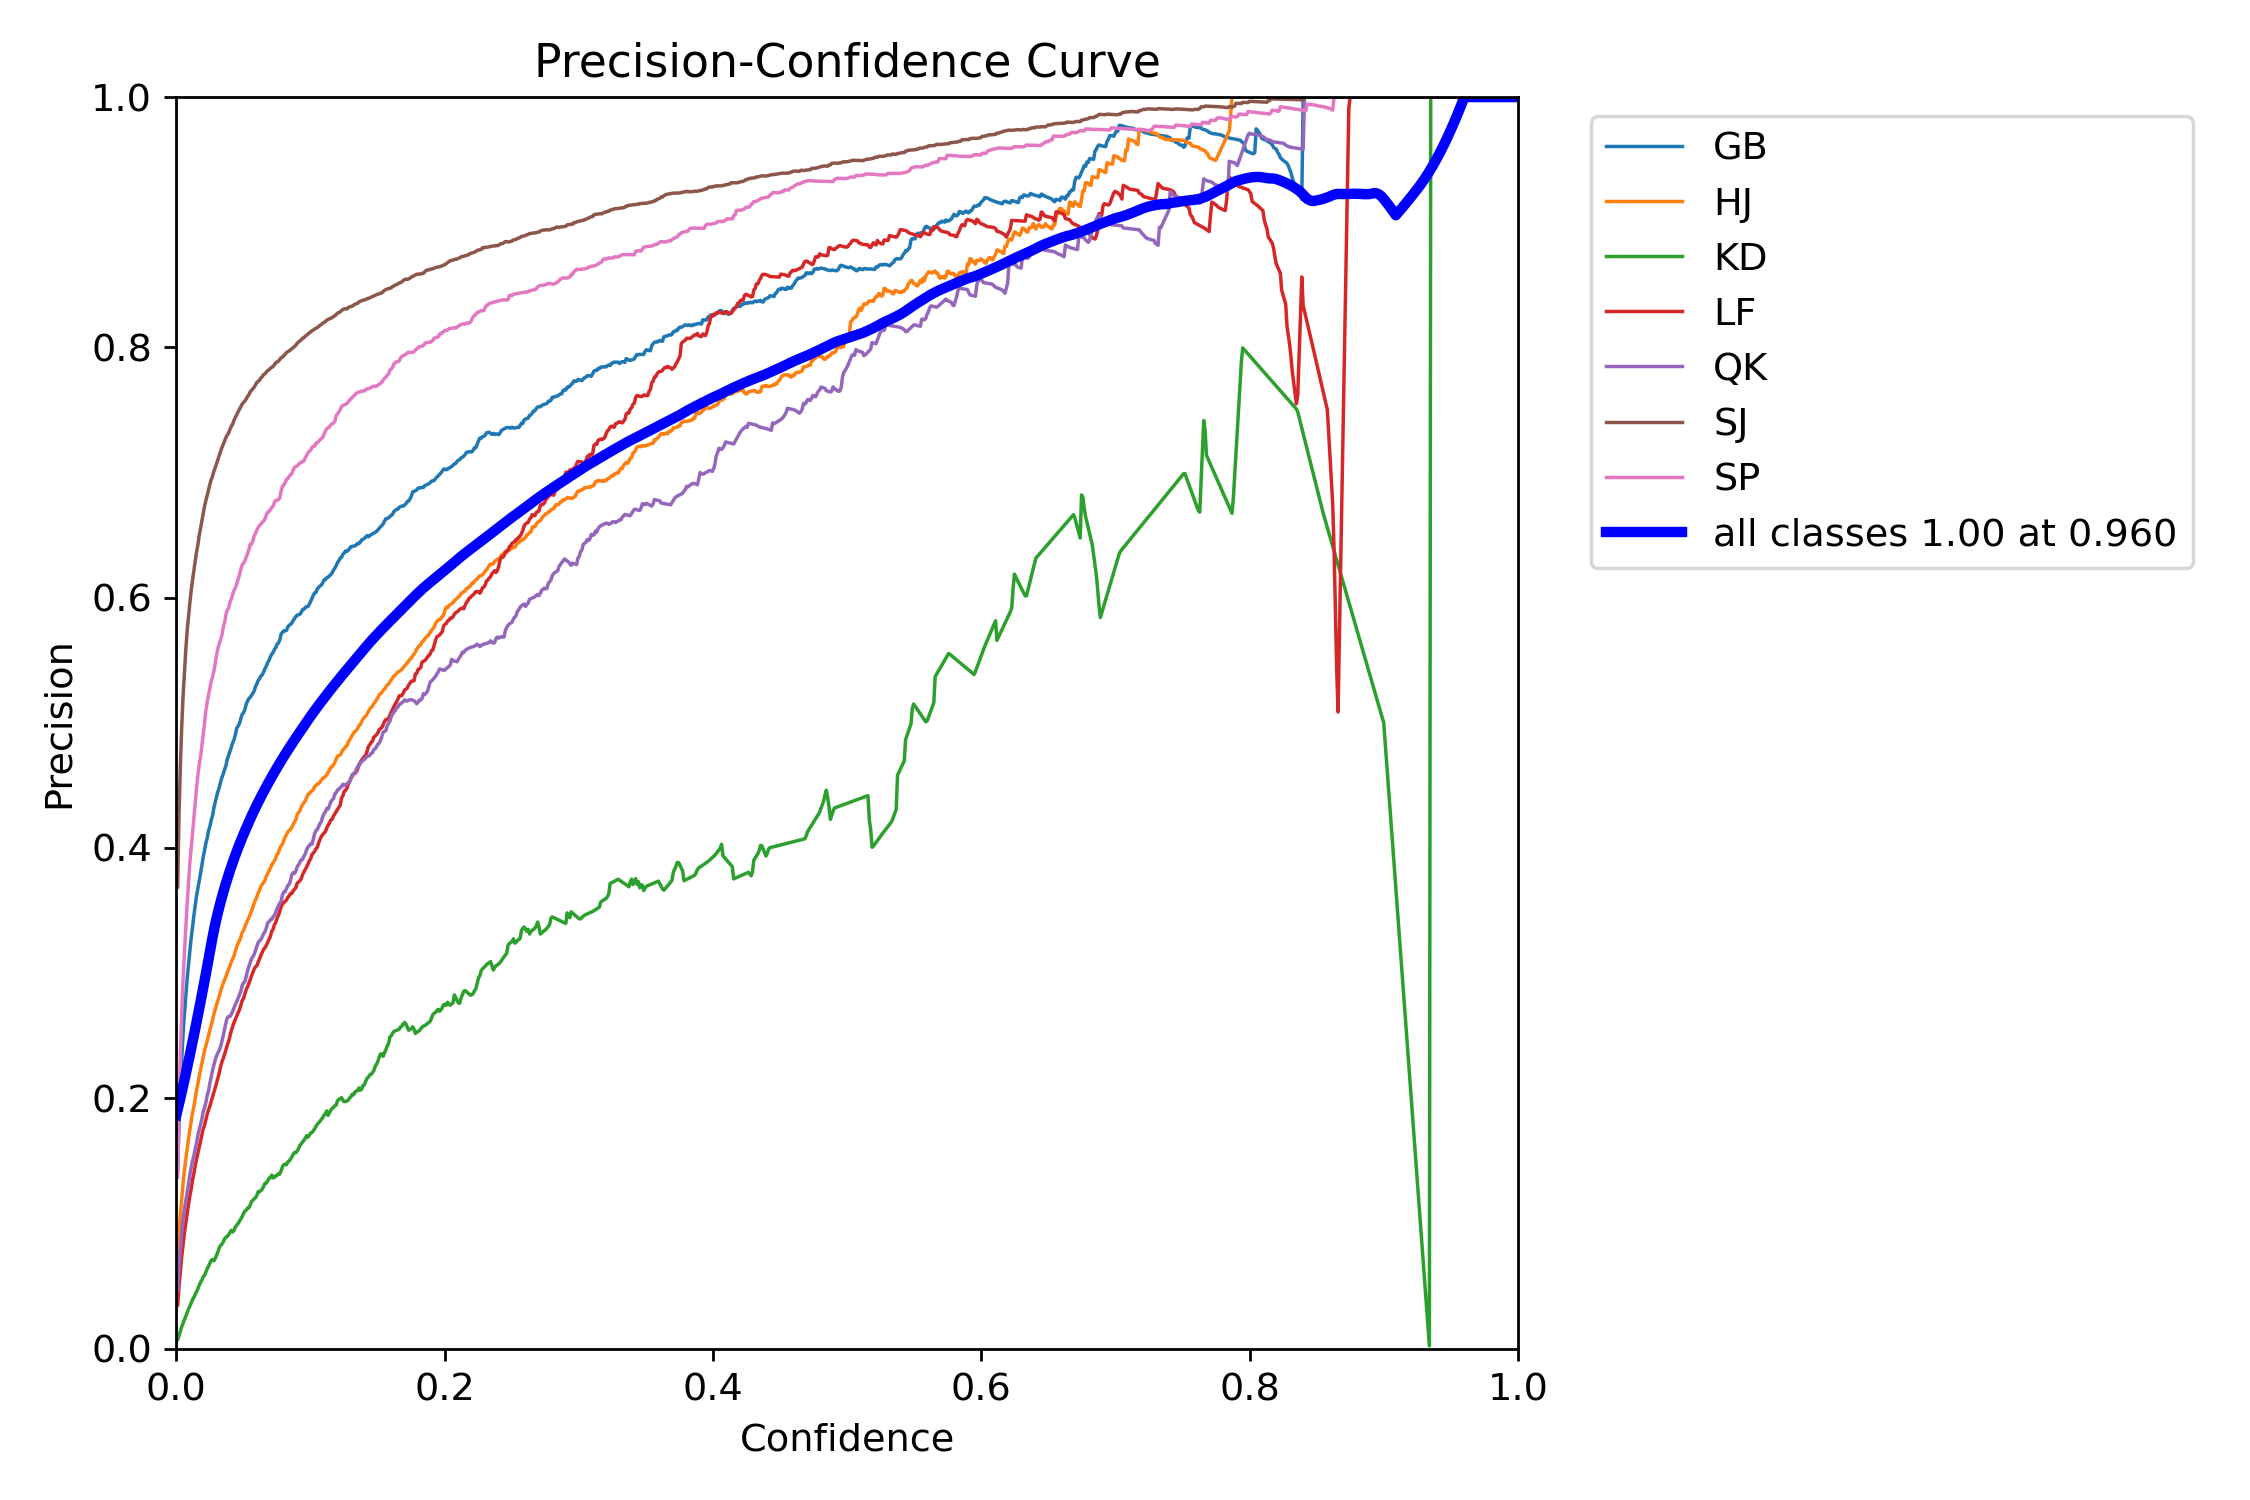 Precision-Confidence Curve
1.0
0.8
0.6
0.4
0.2
0.0
Precision
0.0 0.2 0.4 0.6 0.8 1.0
Confidence
GB
HJ
KD
LF
QK
SJ
SP
all classes 1.00 at 0.960